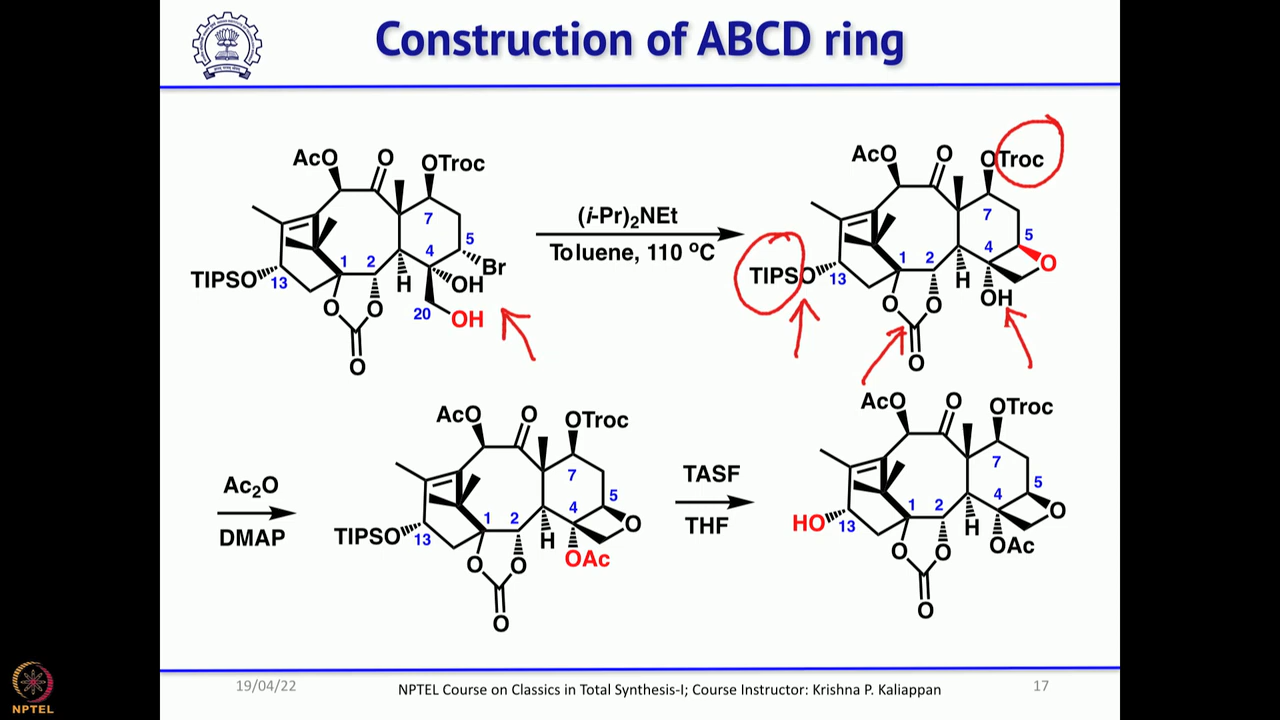 Construction of ABCD ring
AcO O OTroc
7
5
4
1 2
Br
TIPSO 13
H OH
20 OH
O O
O
(i-Pr)₂NEt
Toluene, 110 ºC
AcO O OTroc
7
5
4
1 2
O
TIPSO 13
H
OH
O O
O
Ac₂O
DMAP
AcO O OTroc
7
5
4
1 2
O
TIPSO 13
H
OAc
O O
O
TASF
THF
AcO O OTroc
7
5
4
1 2
O
HO 13
H
OAc
O O
O
19/04/22
NPTEL Course on Classics in Total Synthesis-I; Course Instructor: Krishna P. Kaliappan
17
NPTEL